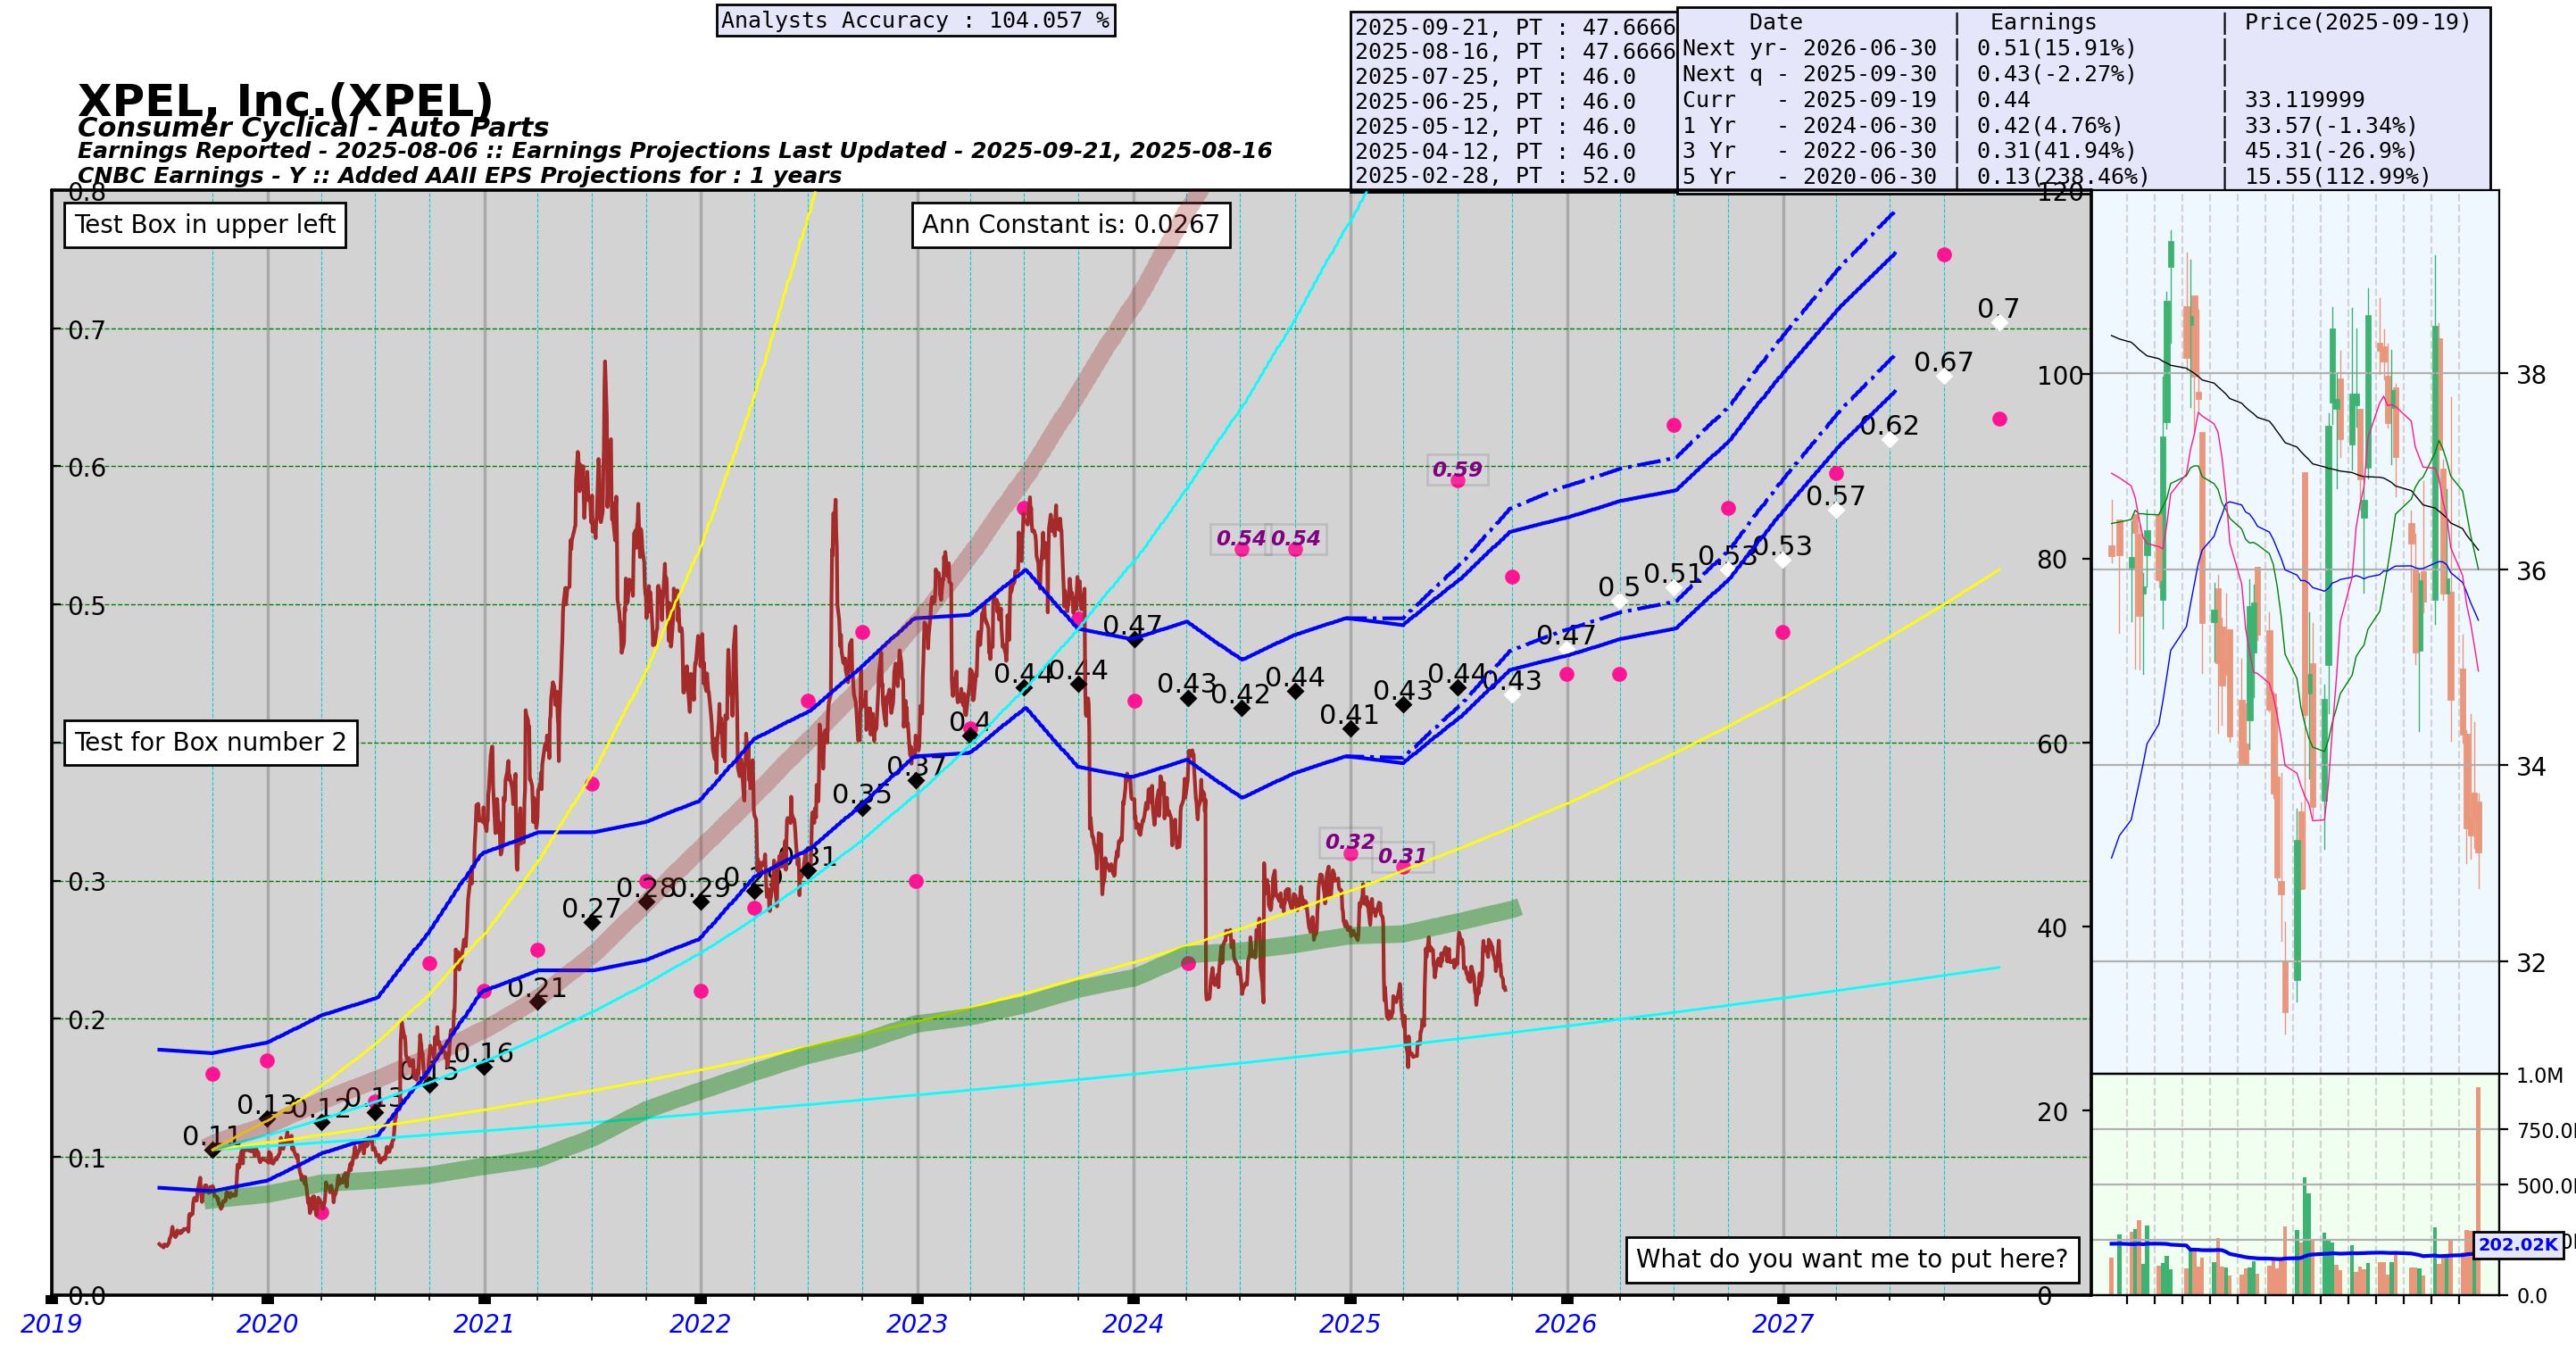 Analysts Accuracy : 104.057 %
2025-09-21, PT : 47.6666
2025-08-16, PT : 47.6666
2025-07-25, PT : 46.0
2025-06-25, PT : 46.0
2025-05-12, PT : 46.0
2025-04-12, PT : 46.0
2025-02-28, PT : 52.0
Date | Earnings | Price(2025-09-19)
Next yr- 2026-06-30 | 0.51(15.91%) |
Next q - 2025-09-30 | 0.43(-2.27%) |
Curr - 2025-09-19 | 0.44 | 33.119999
1 Yr - 2024-06-30 | 0.42(4.76%) | 33.57(-1.34%)
3 Yr - 2022-06-30 | 0.31(41.94%) | 45.31(-26.9%)
5 Yr - 2020-06-30 | 0.13(238.46%) | 15.55(112.99%)
XPEL, Inc.(XPEL)
Consumer Cyclical - Auto Parts
Earnings Reported - 2025-08-06 :: Earnings Projections Last Updated - 2025-09-21, 2025-08-16
CNBC Earnings - Y :: Added AAII EPS Projections for : 1 years
Test Box in upper left
Ann Constant is: 0.0267
Test for Box number 2
What do you want me to put here?
0.8
0.7
0.6
0.5
0.3
0.2
0.1
0.0
120
100
80
60
40
20
0
38
36
34
32
1.0M
750.0
500.0
202.02K
0.0
0.11
0.13
0.12
0.13
0.15
0.16
0.21
0.27
0.28
0.29
0.31
0.35
0.37
0.4
0.44
0.44
0.47
0.43
0.42
0.44
0.41
0.43
0.44
0.43
0.47
0.5
0.51
0.53
0.53
0.57
0.62
0.67
0.7
0.54
0.54
0.32
0.31
0.59
2019
2020
2021
2022
2023
2024
2025
2026
2027